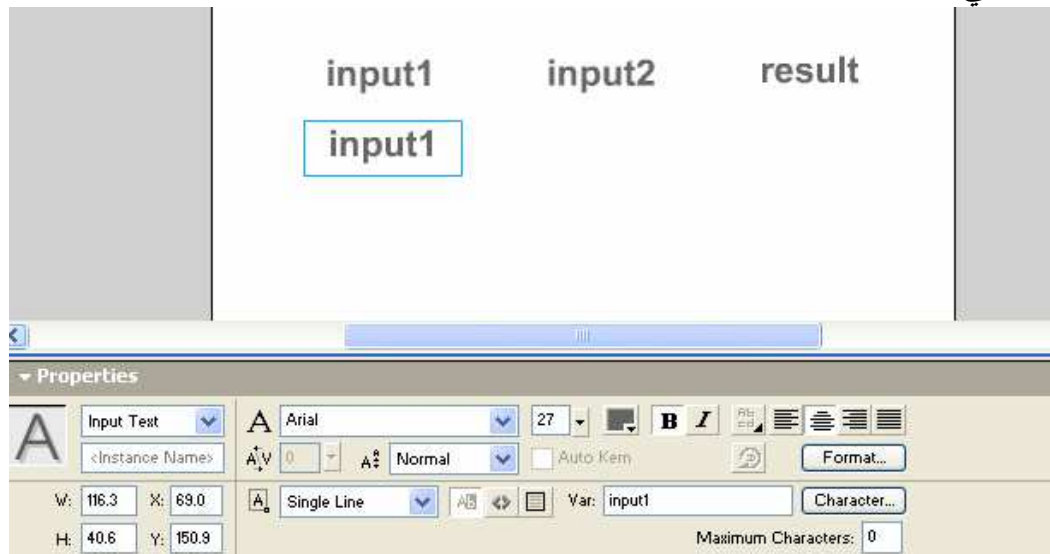 ي
input1 input2 result
input1
Properties
A Input Text A Arial 27 B I
<Instance Name> A V 0 A Normal Auto Kern Format...
W: 116.3 X: 69.0 A Single Line Var: input1 Character...
H: 40.6 Y: 150.9 Maximum Characters: 0